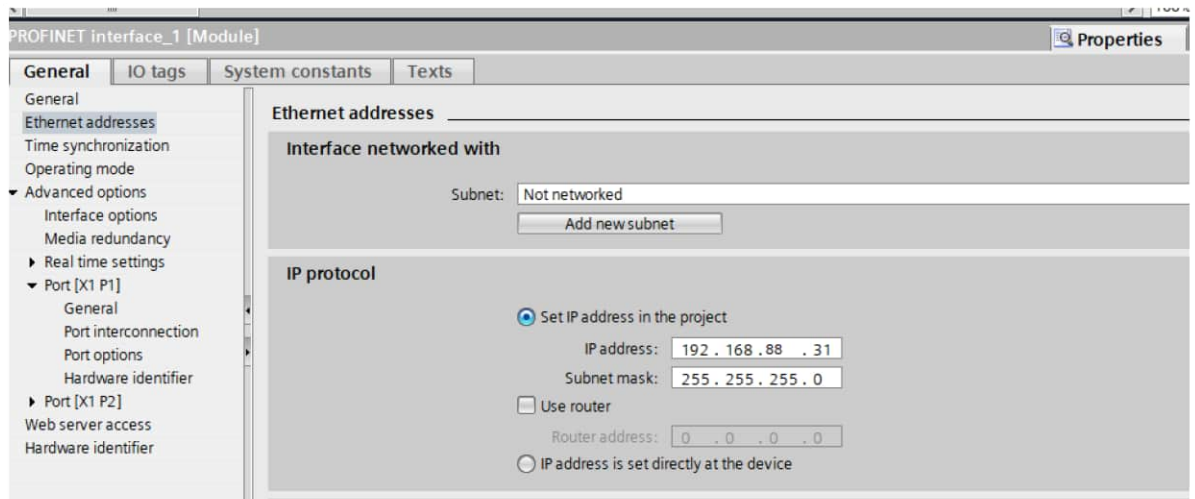 PROFINET interface_1 [Module]
Properties
General IO tags System constants Texts
General
Ethernet addresses
Time synchronization
Operating mode
Advanced options
Interface options
Media redundancy
Real time settings
Port [X1 P1]
General
Port interconnection
Port options
Hardware identifier
Port [X1 P2]
Web server access
Hardware identifier
Ethernet addresses
Interface networked with
Subnet: Not networked
Add new subnet
IP protocol
Set IP address in the project
IP address: 192 . 168 . 88 . 31
Subnet mask: 255 . 255 . 255 . 0
Use router
Router address: 0 . 0 . 0 . 0
IP address is set directly at the device